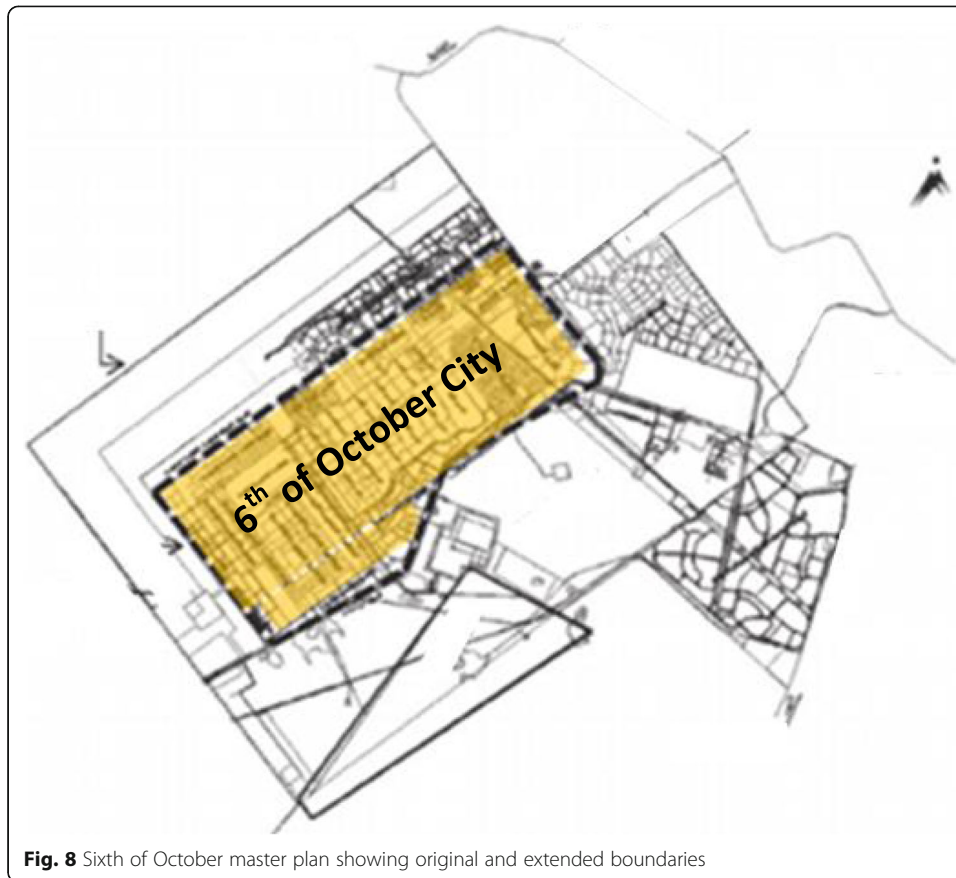 6th of October City
Fig. 8 Sixth of October master plan showing original and extended boundaries